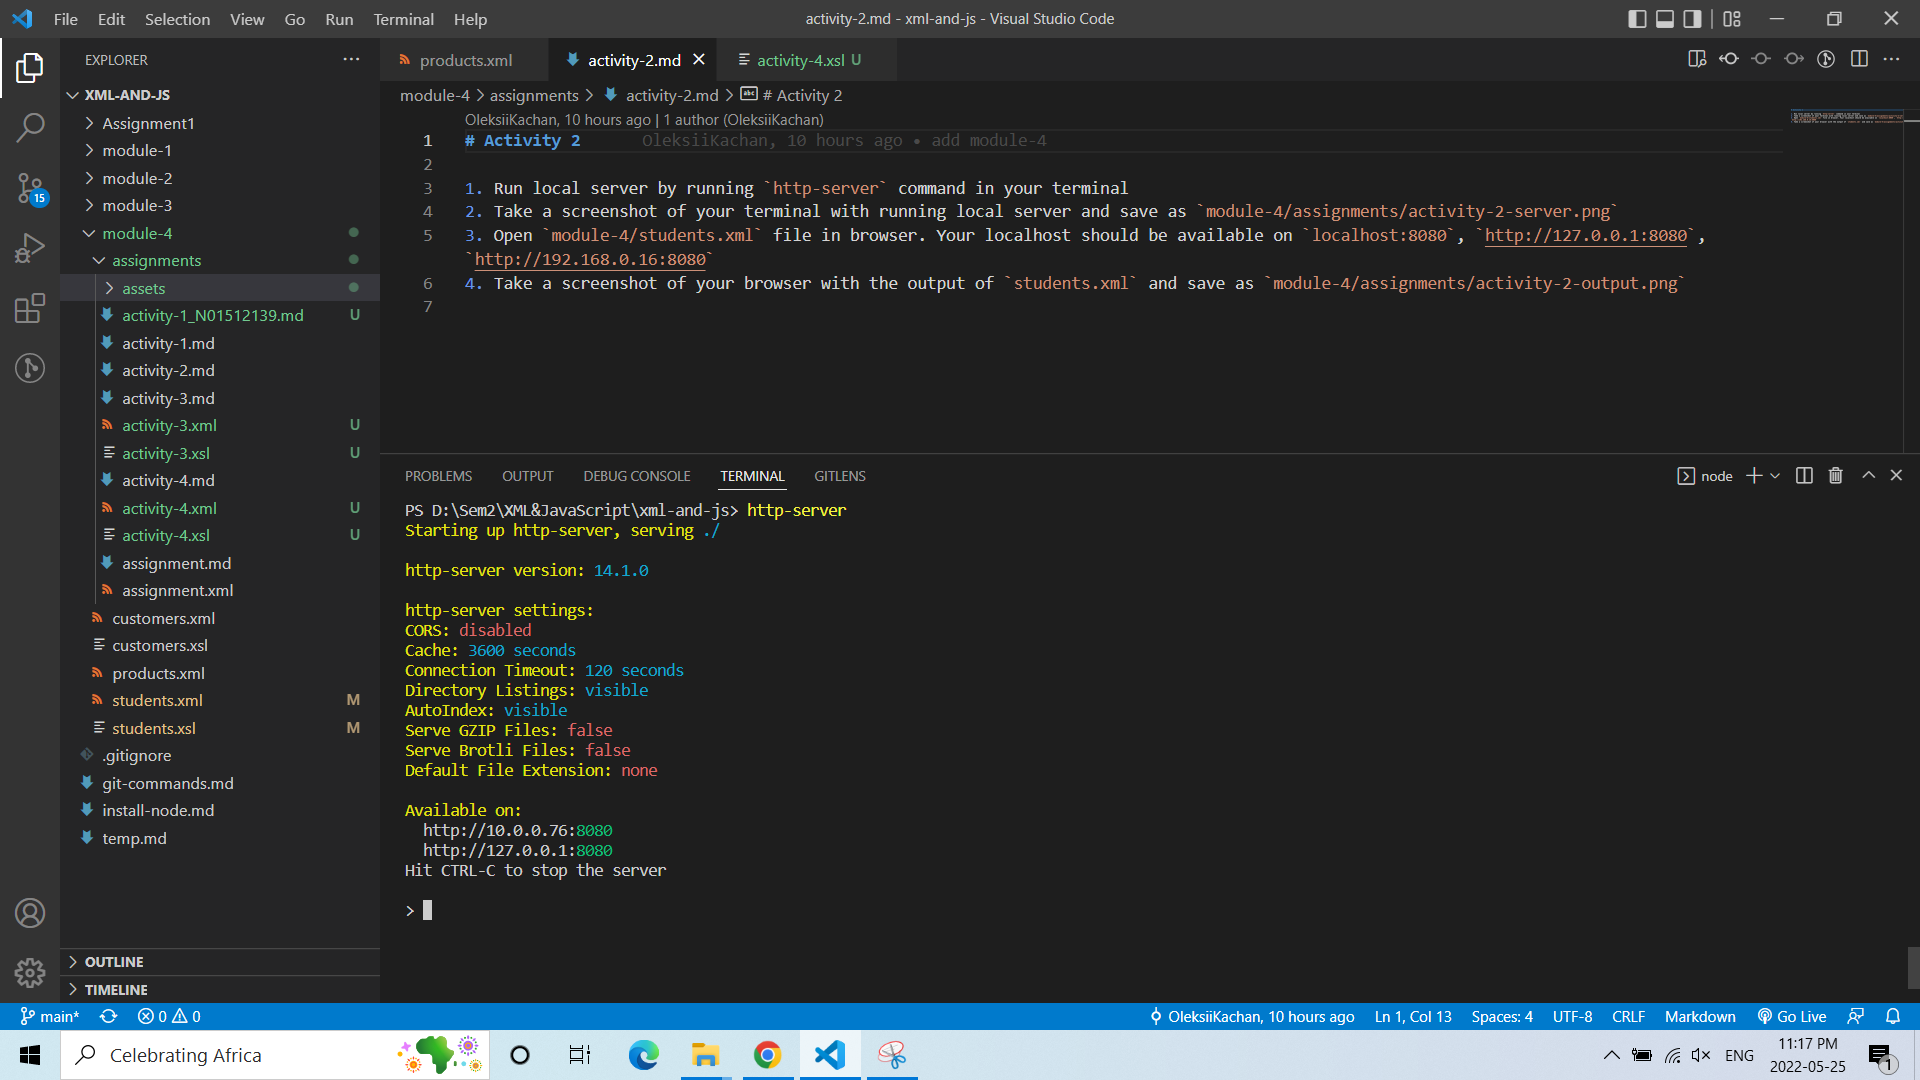 File Edit Selection View Go Run Terminal Help
activity-2.md - xml-and-js - Visual Studio Code
EXPLORER
XML-AND-JS
Assignment1
module-1
module-2
module-3
module-4
assignments
assets
activity-1_N01512139.md U
activity-1.md
activity-2.md
activity-3.md
activity-3.xml U
activity-3.xsl U
activity-4.md
activity-4.xml U
activity-4.xsl U
assignment.md
assignment.xml
customers.xml
customers.xsl
products.xml
students.xml M
students.xsl M
.gitignore
git-commands.md
install-node.md
temp.md
OUTLINE
TIMELINE
15
products.xml activity-2.md activity-4.xsl U
module-4 > assignments > activity-2.md > abc # Activity 2
OleksiiKachan, 10 hours ago | 1 author (OleksiiKachan)
1 # Activity 2 OleksiiKachan, 10 hours ago • add module-4
2
3 1. Run local server by running `http-server` command in your terminal
4 2. Take a screenshot of your terminal with running local server and save as `module-4/assignments/activity-2-server.png`
5 3. Open `module-4/students.xml` file in browser. Your localhost should be available on `localhost:8080`, `http://127.0.0.1:8080`,
`http://192.168.0.16:8080`
6 4. Take a screenshot of your browser with the output of `students.xml` and save as `module-4/assignments/activity-2-output.png`
7
PROBLEMS OUTPUT DEBUG CONSOLE TERMINAL GITLENS
node
PS D:\Sem2\XML&JavaScript\xml-and-js> http-server
Starting up http-server, serving ./
http-server version: 14.1.0
http-server settings:
CORS: disabled
Cache: 3600 seconds
Connection Timeout: 120 seconds
Directory Listings: visible
AutoIndex: visible
Serve GZIP Files: false
Serve Brotli Files: false
Default File Extension: none
Available on:
http://10.0.0.76:8080
http://127.0.0.1:8080
Hit CTRL-C to stop the server
>
main* 0 0
OleksiiKachan, 10 hours ago Ln 1, Col 13 Spaces: 4 UTF-8 CRLF Markdown Go Live
Celebrating Africa
ENG
11:17 PM
2022-05-25
1